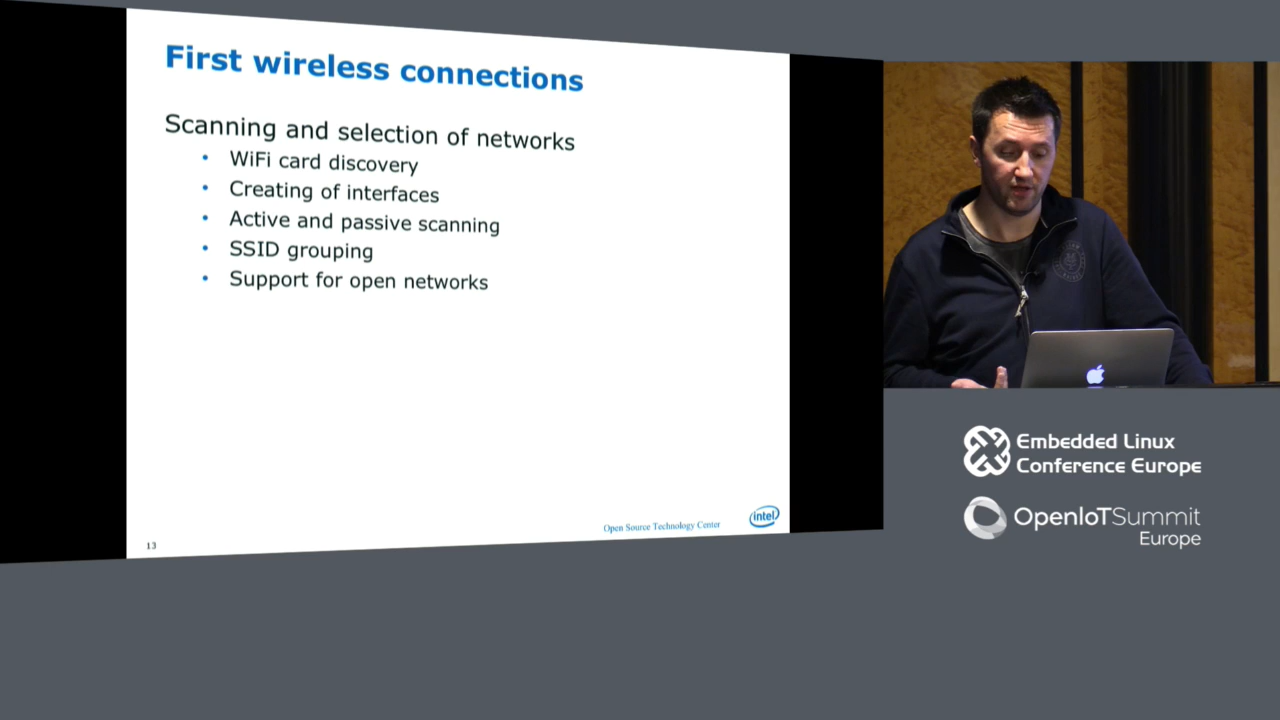 First wireless connections
Scanning and selection of networks
• WiFi card discovery
• Creating of interfaces
• Active and passive scanning
• SSID grouping
• Support for open networks
Open Source Technology Center
intel
13
Embedded Linux
Conference Europe
OpenIoTSummit
Europe